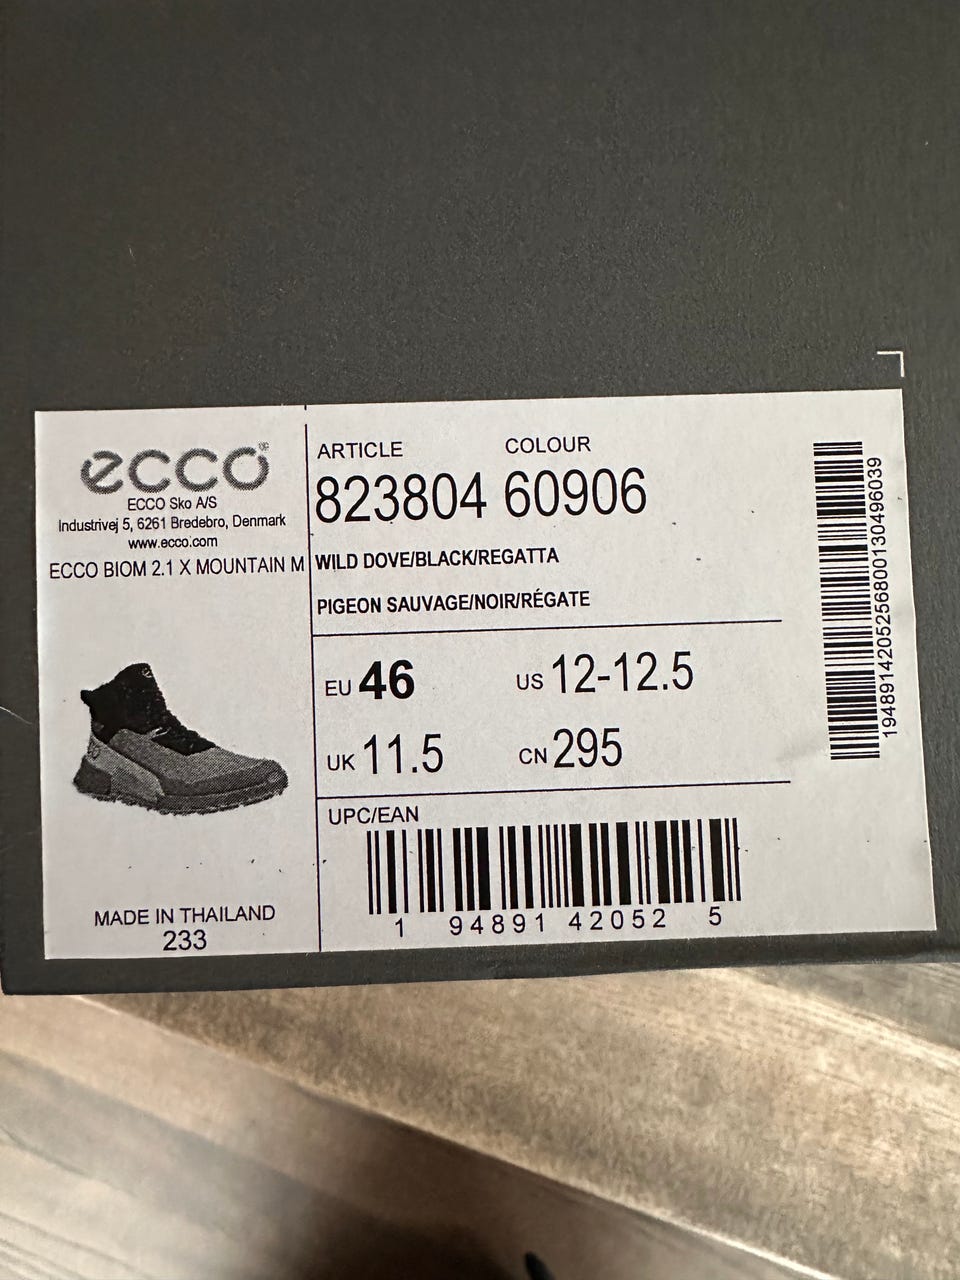 ecco
ECCO Sko A/S
Industrivej 5, 6261 Bredebro, Denmark
www.ecco.com
ECCO BIOM 2.1 X MOUNTAIN M
MADE IN THAILAND
233
ARTICLE COLOUR
823804 60906
WILD DOVE/BLACK/REGATTA
PIGEON SAUVAGE/NOIR/RÉGATE
EU 46 US 12-12.5
UK 11.5 CN 295
UPC/EAN
1 94891 42052 5
1948914205256800130496039